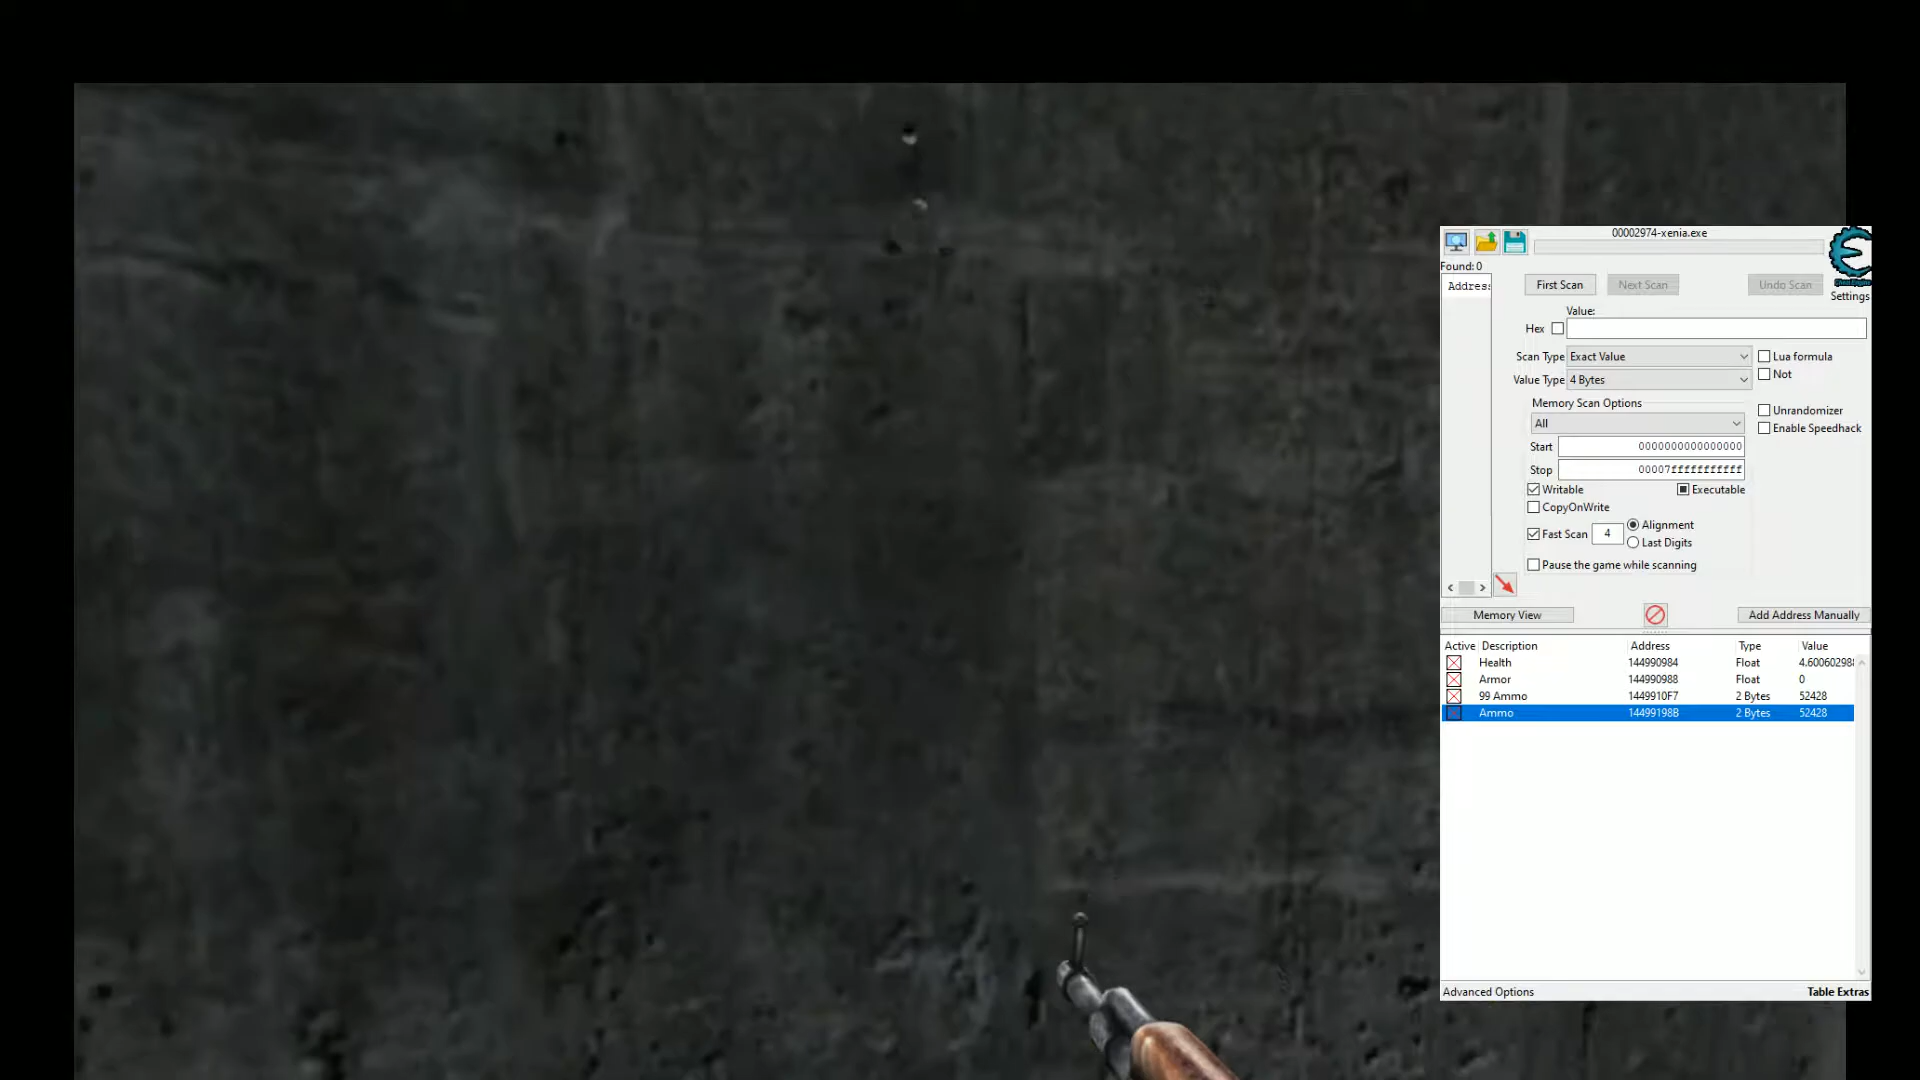 00002974-xenia.exe
Found: 0
Address
First Scan
Next Scan
Undo Scan
Settings
Value:
Hex
Scan Type Exact Value
Lua formula
Value Type 4 Bytes
Not
Memory Scan Options
All
Unrandomizer
Start 0000000000000000
Enable Speedhack
Stop 00007fffffffffff
Writable
Executable
CopyOnWrite
Fast Scan 4
Alignment
Last Digits
Pause the game while scanning
Memory View
Add Address Manually
Active Description Address Type Value
Health 144990984 Float 4.600602988
Armor 144990988 Float 0
99 Ammo 1449910F7 2 Bytes 52428
Ammo 14499198B 2 Bytes 52428
Advanced Options
Table Extras